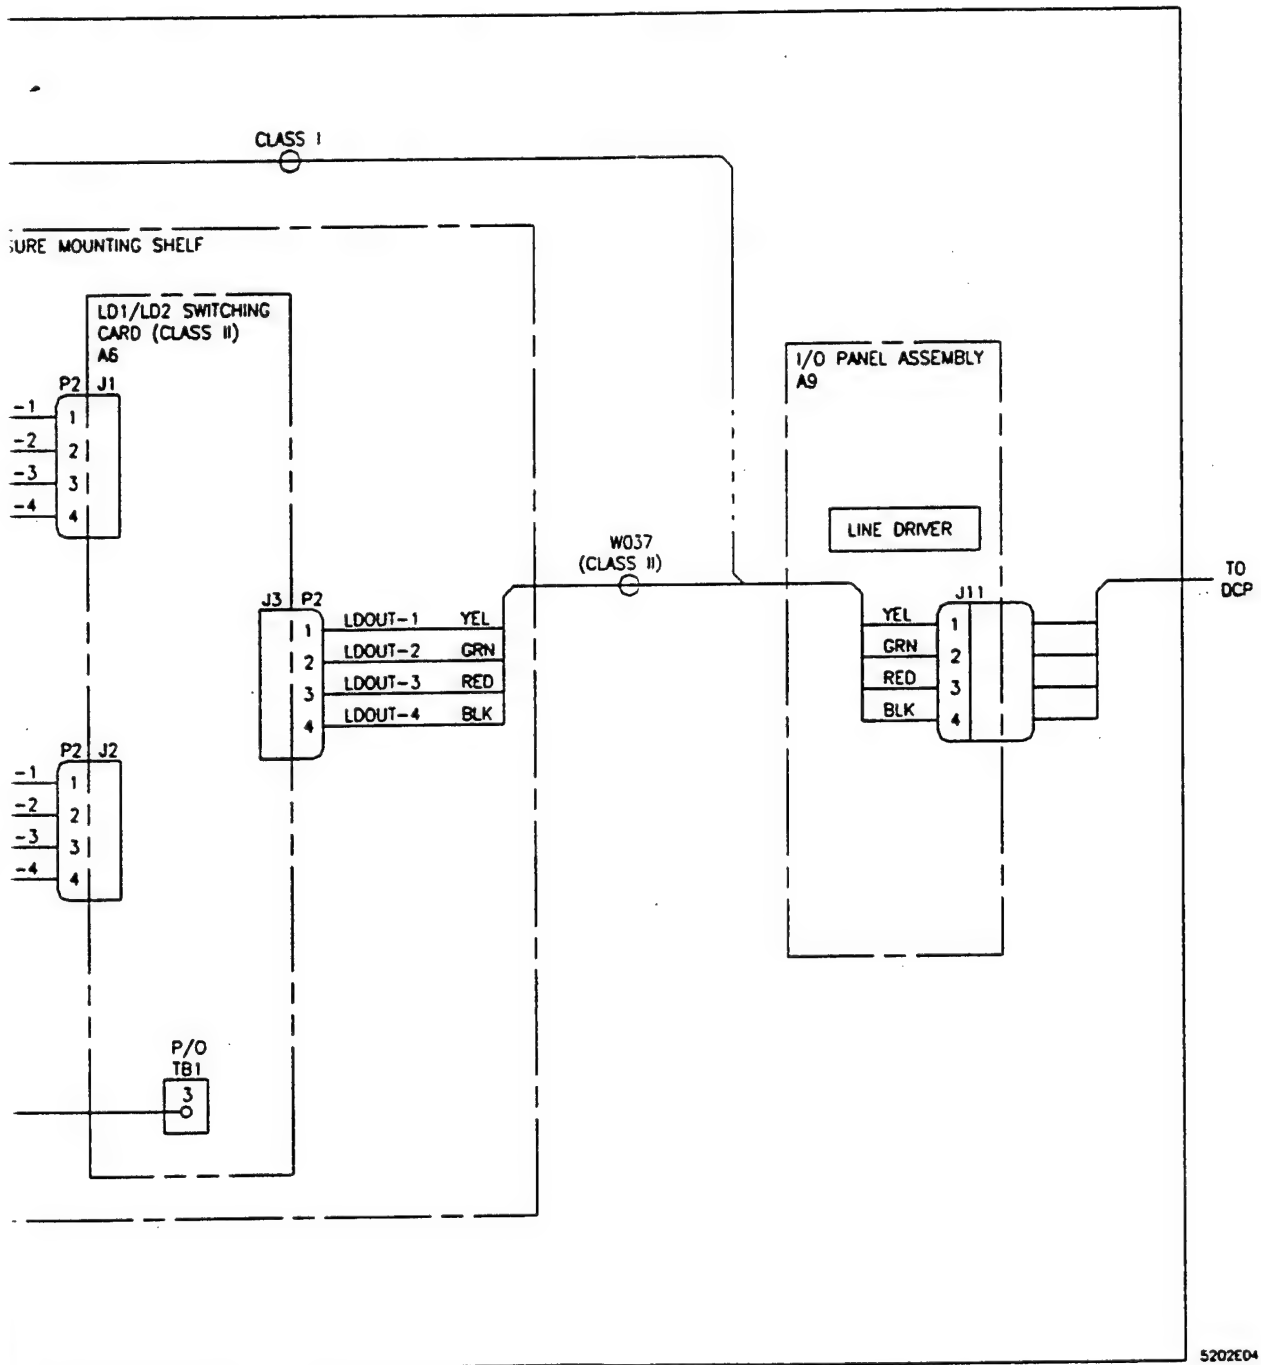 CLASS I
SURE MOUNTING SHELF
LD1/LD2 SWITCHING
CARD (CLASS II)
A6
P2 J1
-1 1
-2 2
-3 3
-4 4
I/O PANEL ASSEMBLY
A9
LINE DRIVER
W037
(CLASS II)
TO
DCP
J3 P2
1 LDOUT-1 YEL
2 LDOUT-2 GRN
3 LDOUT-3 RED
4 LDOUT-4 BLK
J11
YEL 1
GRN 2
RED 3
BLK 4
P2 J2
-1 1
-2 2
-3 3
-4 4
P/O
TB1
3
5202E04